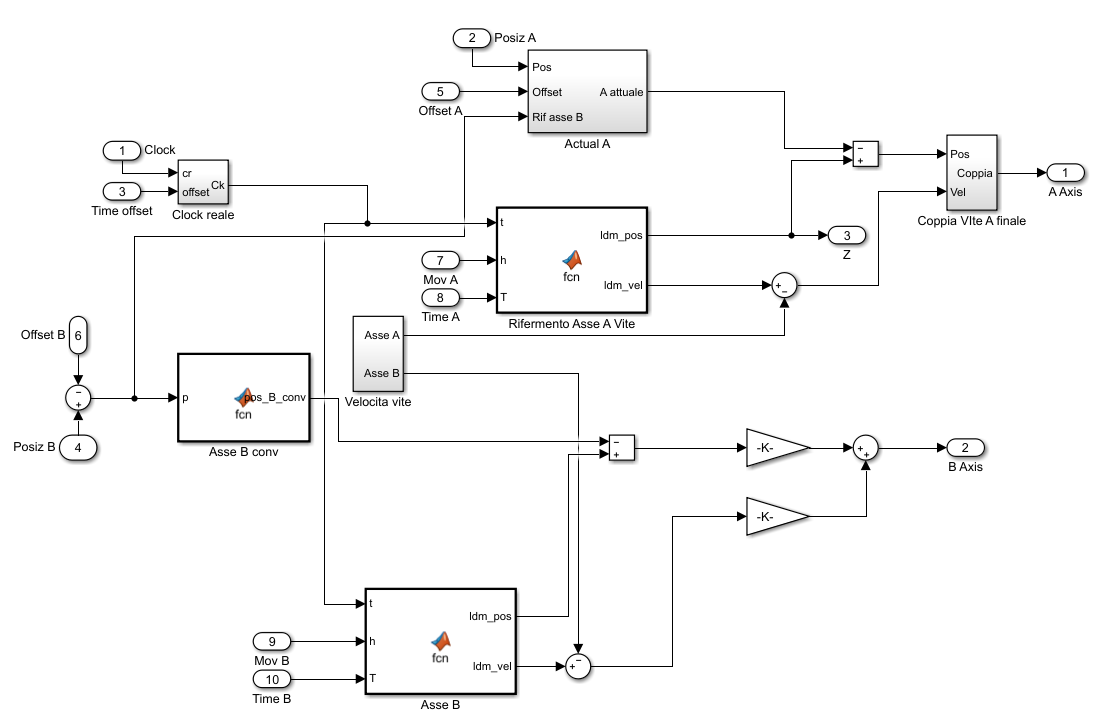 2 Posiz A
Pos
5 Offset A attuale
Offset A
Rif asse B
Actual A
1 Clock
cr
Ck
3 offset
Time offset
Clock reale
−
+
Pos
Coppia
Vel
1
A Axis
Coppia VIte A finale
t
ldm_pos
3
Z
7 h
Mov A
fcn
ldm_vel
+
−
8 T
Time A
Rifermento Asse A Vite
Offset B 6
Asse A
Asse B
Velocita vite
−
+
p
pos_B_conv
fcn
Asse B conv
Posiz B 4
−
+
-K-
+
+
2
B Axis
-K-
t
ldm_pos
9 h
Mov B
fcn
ldm_vel
+
−
10 T
Time B
Asse B